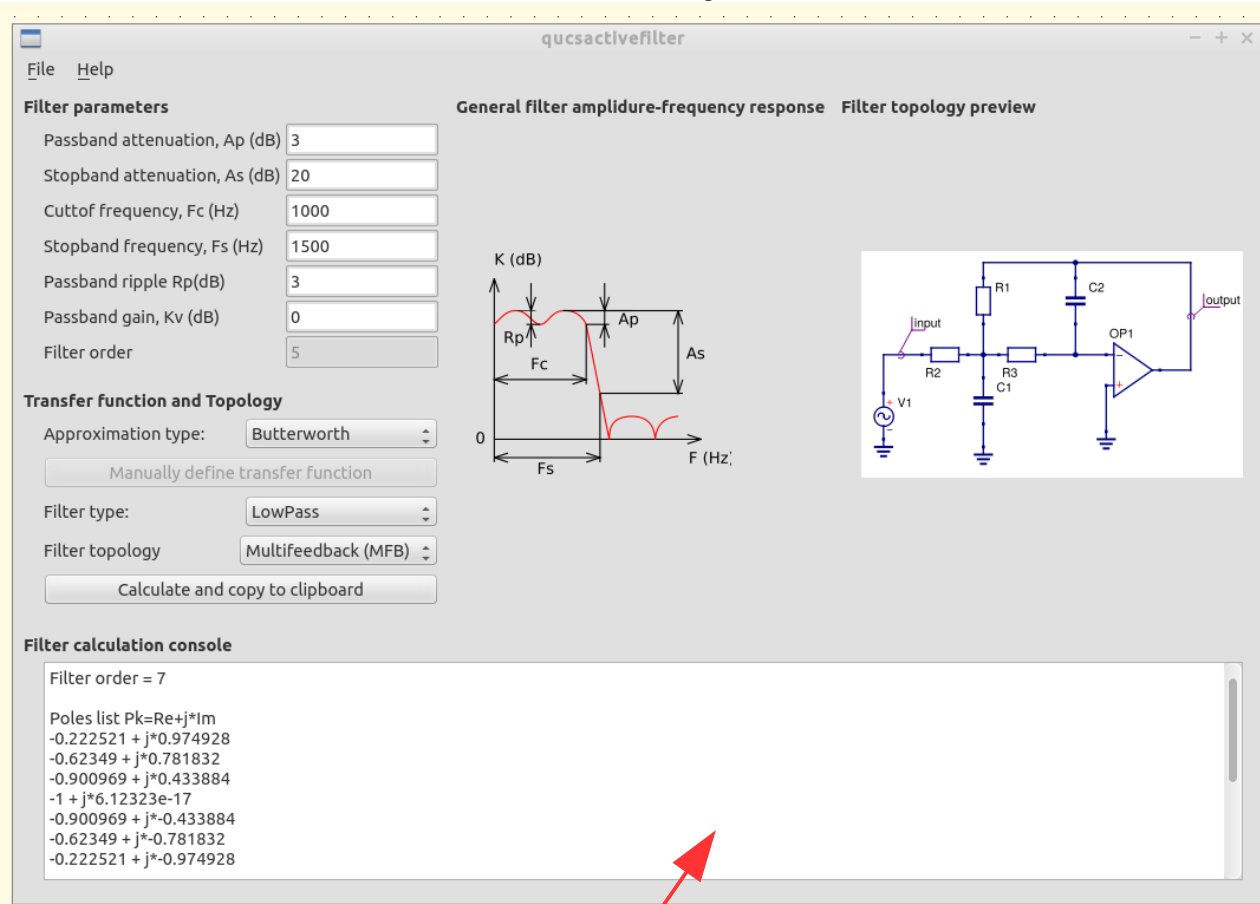 qucsactivefilter
File Help
Filter parameters
Passband attenuation, Ap (dB) 3
Stopband attenuation, As (dB) 20
Cuttof frequency, Fc (Hz) 1000
Stopband frequency, Fs (Hz) 1500
Passband ripple Rp(dB) 3
Passband gain, Kv (dB) 0
Filter order 5
Transfer function and Topology
Approximation type: Butterworth
Manually define transfer function
Filter type: LowPass
Filter topology Multifeedback (MFB)
Calculate and copy to clipboard
General filter amplidure-frequency response
K (dB)
Rp
Ap
Fc
As
0
Fs
F (Hz)
Filter topology preview
R1
C2
output
input
OP1
R2
R3
C1
V1
Filter calculation console
Filter order = 7
Poles list Pk=Re+j*Im
-0.222521 + j*0.974928
-0.62349 + j*0.781832
-0.900969 + j*0.433884
-1 + j*6.12323e-17
-0.900969 + j*-0.433884
-0.62349 + j*-0.781832
-0.222521 + j*-0.974928